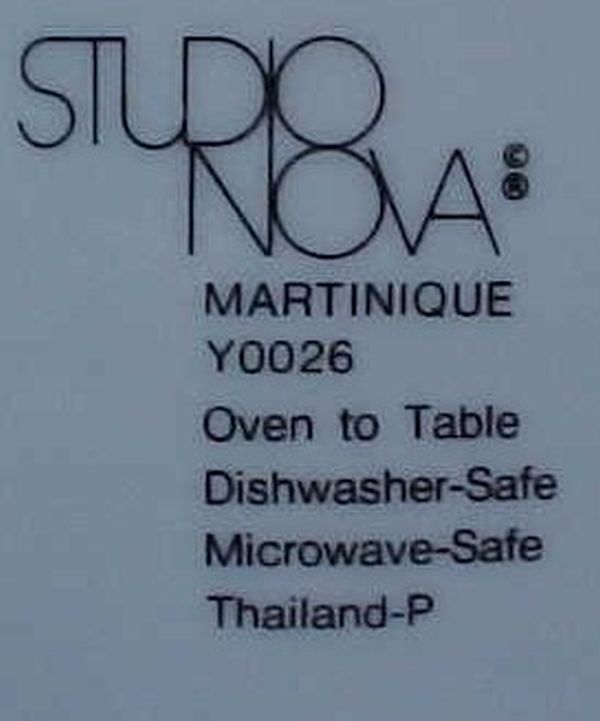 STUDIO
NOVA © ®
MARTINIQUE
Y0026
Oven to Table
Dishwasher-Safe
Microwave-Safe
Thailand-P